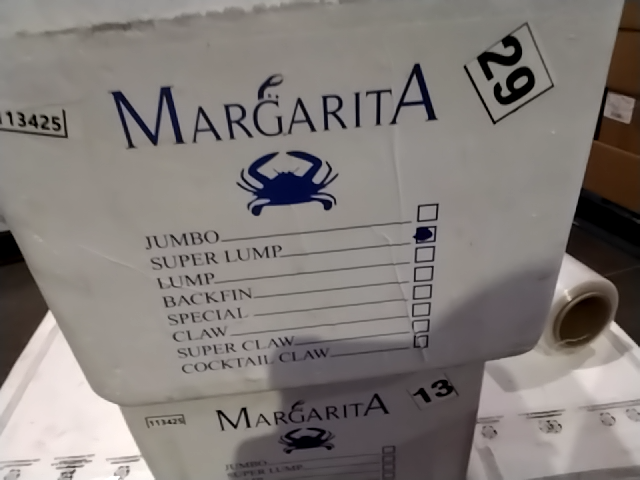 113425
MARGARITA
29
JUMBO
SUPER LUMP
LUMP
BACKFIN
SPECIAL
CLAW
SUPER CLAW
COCKTAIL CLAW
113425
MARGARITA
13
JUMBO
SUPER LUMP